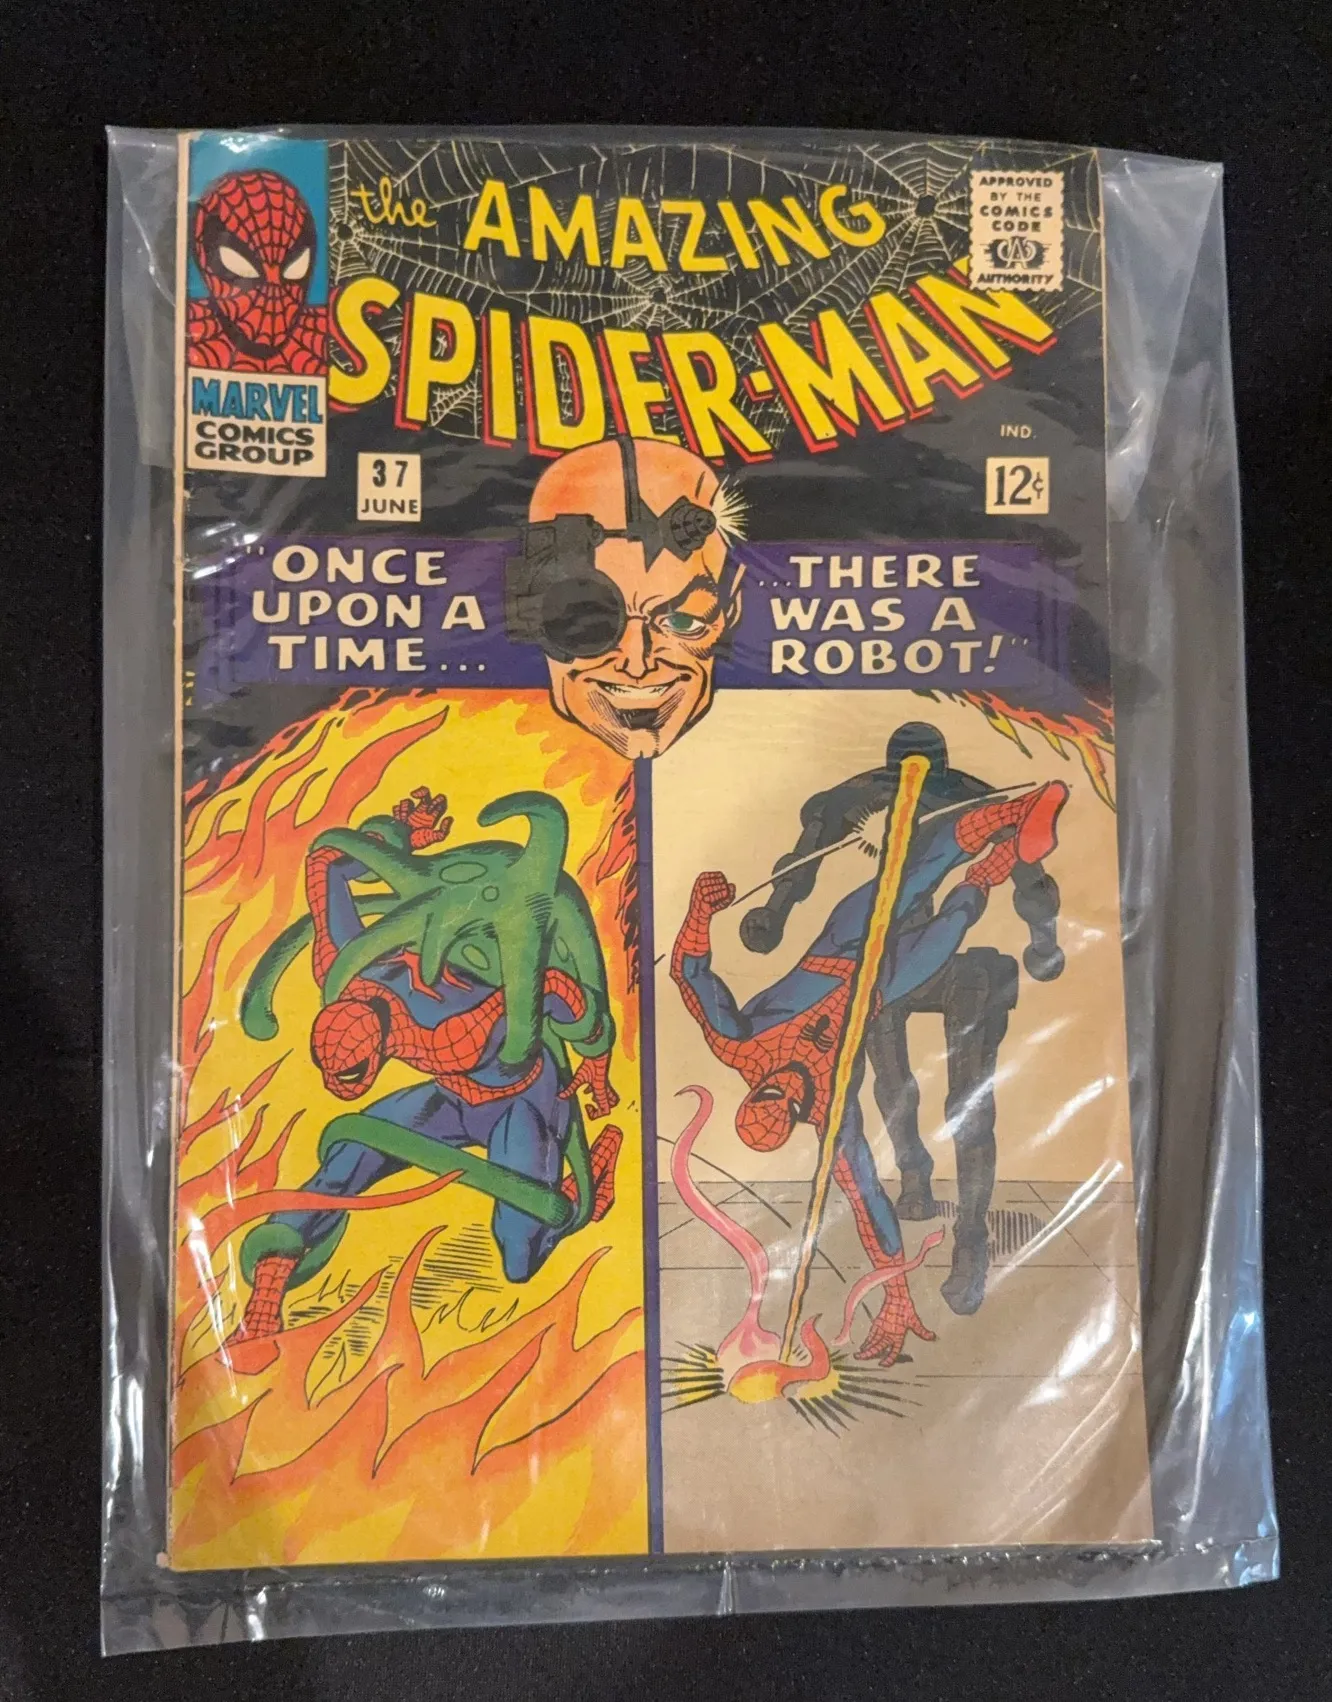 the AMAZING
SPIDER-MAN
APPROVED
BY THE
COMICS
CODE
CA
AUTHORITY
MARVEL
COMICS
GROUP
37
JUNE
IND.
12¢
"ONCE
UPON A
TIME...
...THERE
WAS A
ROBOT!"